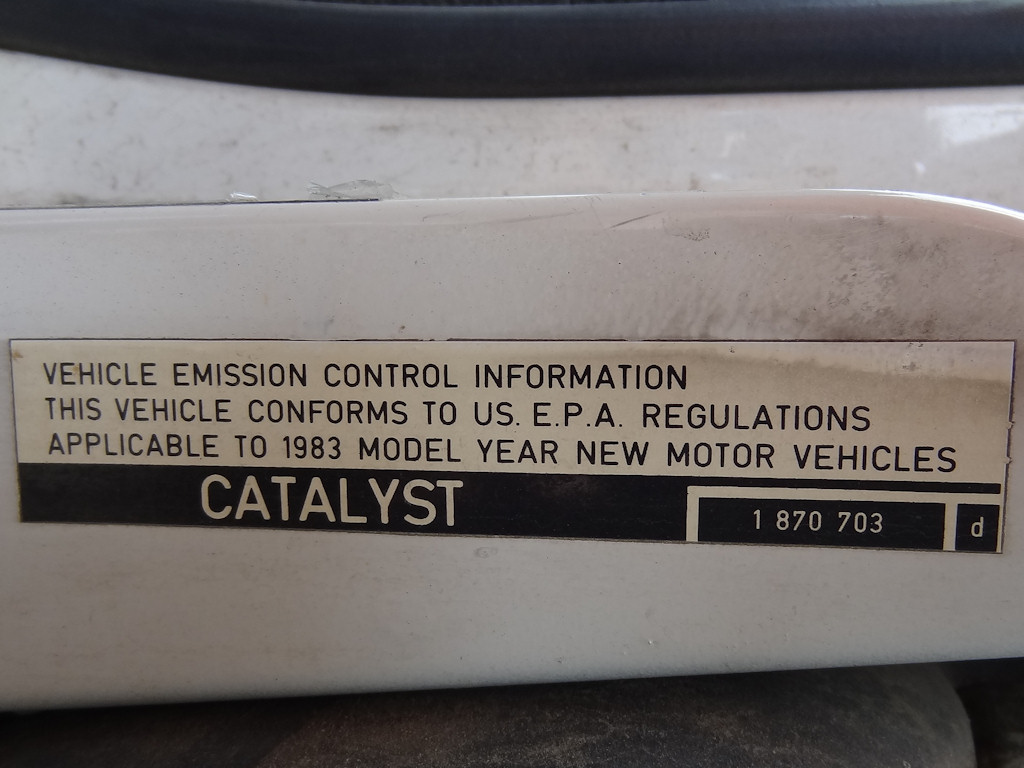 VEHICLE EMISSION CONTROL INFORMATION
THIS VEHICLE CONFORMS TO US. E.P.A. REGULATIONS
APPLICABLE TO 1983 MODEL YEAR NEW MOTOR VEHICLES
CATALYST
1 870 703 d